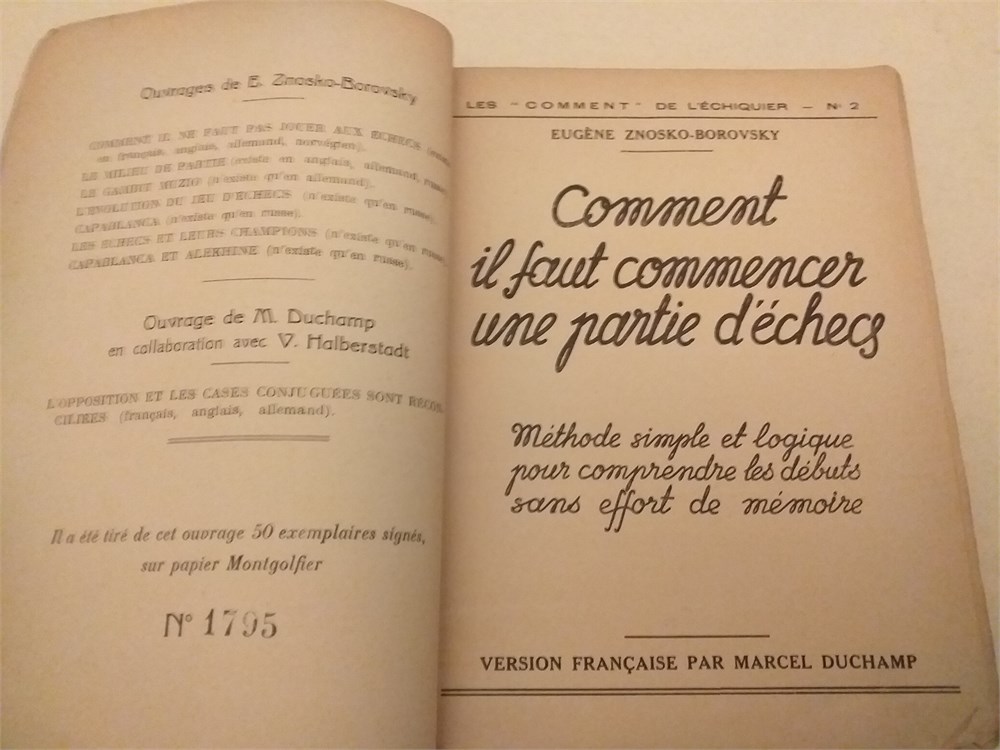 Ouvrages de E. Znosko-Borovsky
COMMENT IL NE FAUT PAS JOUER AUX ECHECS
en français, anglais, allemand, norvégien).
LE MILIEU DE PARTIE (existe en anglais, allemand, russe
LE GAMBIT MUZIO (n'existe qu'en allemand).
L'EVOLUTION DU JEU D'ECHECS (n'existe qu'en russe).
CAPABLANCA (n'existe qu'en russe).
LES ECHECS ET LEURS CHAMPIONS (n'existe qu'en russe
CAPABLANCA ET ALEKHINE (n'existe qu'en russe).
Ouvrage de M. Duchamp
en collaboration avec V. Halberstadt
L'OPPOSITION ET LES CASES CONJUGUÉES SONT RECON-
CILIÉES (français, anglais, allemand).
Il a été tiré de cet ouvrage 50 exemplaires signés,
sur papier Montgolfier
N° 1795
LES "COMMENT" DE L'ÉCHIQUIER — N° 2
EUGÈNE ZNOSKO-BOROVSKY
Comment
il faut commencer
une partie d'échecs
Méthode simple et logique
pour comprendre les débuts
sans effort de mémoire
VERSION FRANÇAISE PAR MARCEL DUCHAMP